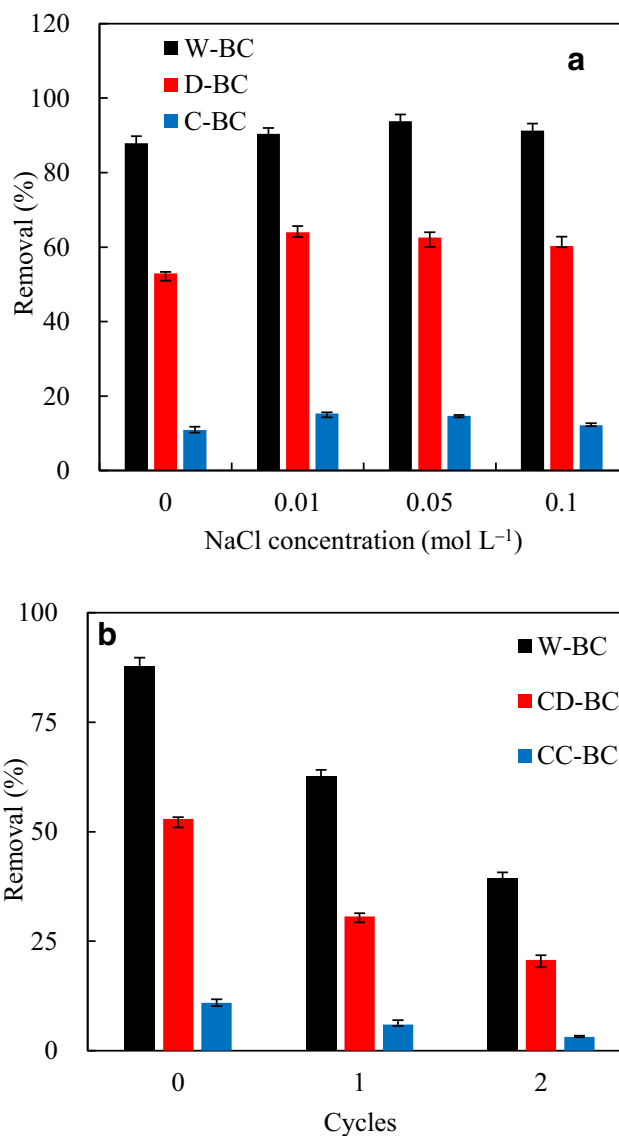 120
100
80
60
40
20
0
Removal (%)
W-BC
D-BC
C-BC
a
0 0.01 0.05 0.1
NaCl concentration (mol L⁻¹)
100
75
50
25
0
Removal (%)
b
W-BC
CD-BC
CC-BC
0 1 2
Cycles